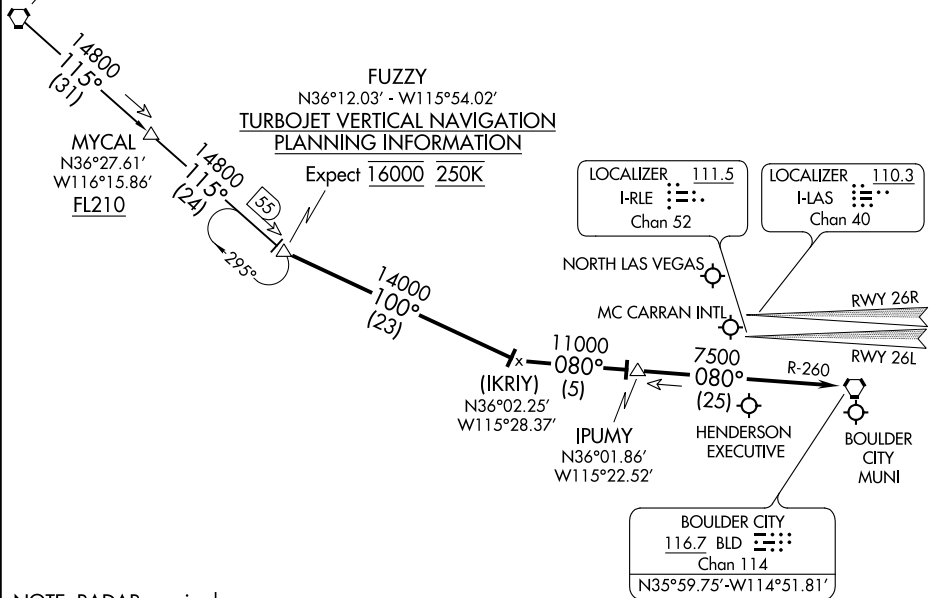 14800
115°
(31)
MYCAL
N36°27.61'
W116°15.86'
FL210
14800
115°
(24)
55
295°
FUZZY
N36°12.03' - W115°54.02'
TURBOJET VERTICAL NAVIGATION
PLANNING INFORMATION
Expect 16000 250K
14000
100°
(23)
(IKRIY)
N36°02.25'
W115°28.37'
x
11000
080°
(5)
IPUMY
N36°01.86'
W115°22.52'
7500
080°
(25)
R-260
LOCALIZER 111.5
I-RLE
Chan 52
LOCALIZER 110.3
I-LAS
Chan 40
NORTH LAS VEGAS
MC CARRAN INTL
RWY 26R
RWY 26L
HENDERSON
EXECUTIVE
BOULDER
CITY
MUNI
BOULDER CITY
116.7 BLD
Chan 114
N35°59.75'-W114°51.81'